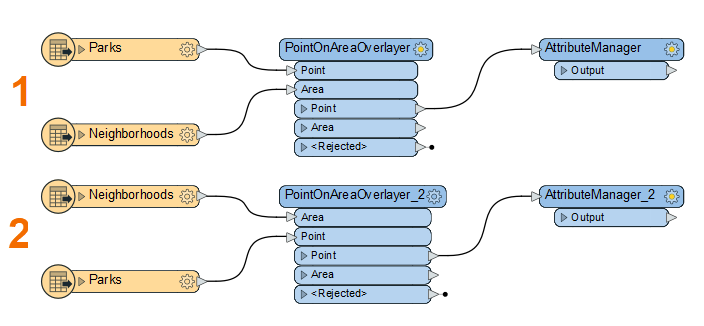 1
Parks
Neighborhoods
PointOnAreaOverlayer
Point
Area
Point
Area
<Rejected>
AttributeManager
Output
2
Neighborhoods
Parks
PointOnAreaOverlayer_2
Area
Point
Point
Area
<Rejected>
AttributeManager_2
Output